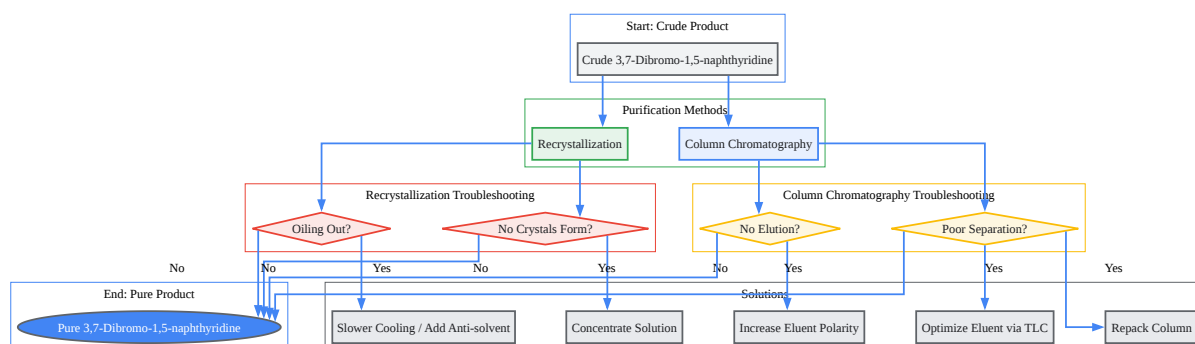 Start: Crude Product
Crude 3,7-Dibromo-1,5-naphthyridine
Purification Methods
Recrystallization
Column Chromatography
Recrystallization Troubleshooting
Column Chromatography Troubleshooting
Oiling Out?
No Crystals Form?
No Elution?
Poor Separation?
No
No
Yes
No
Yes
No
Yes
Yes
Yes
End: Pure Product
Solutions
Pure 3,7-Dibromo-1,5-naphthyridine
Slower Cooling / Add Anti-solvent
Concentrate Solution
Increase Eluent Polarity
Optimize Eluent via TLC
Repack Column